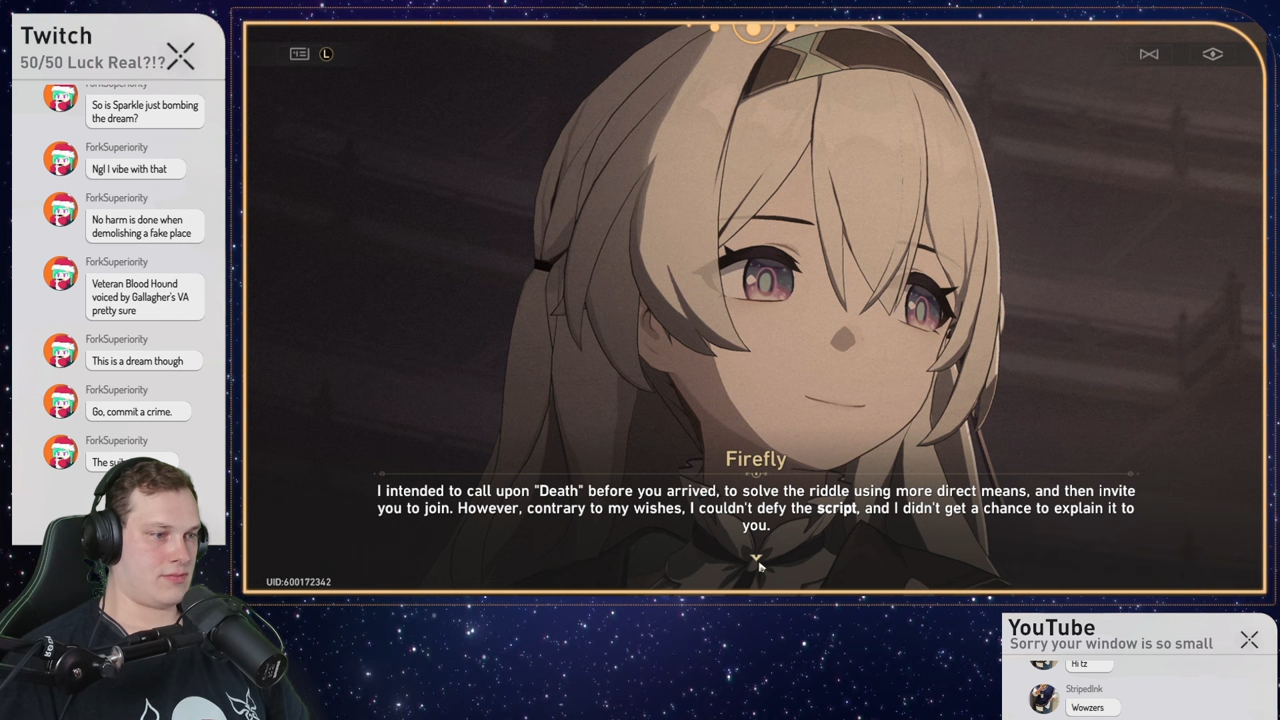 Twitch
50/50 Luck Real?!?
ForkSuperiority
So is Sparkle just bombing
the dream?
ForkSuperiority
Ngl I vibe with that
ForkSuperiority
No harm is done when
demolishing a fake place
ForkSuperiority
Veteran Blood Hound
voiced by Gallagher's VA
pretty sure
ForkSuperiority
This is a dream though
ForkSuperiority
Go, commit a crime.
ForkSuperiority
The
L
Firefly
I intended to call upon "Death" before you arrived, to solve the riddle using more direct means, and then invite
you to join. However, contrary to my wishes, I couldn't defy the script, and I didn't get a chance to explain it to
you.
UID:600172342
YouTube
Sorry your window is so small
Hi tz
StripedInk
Wowzers